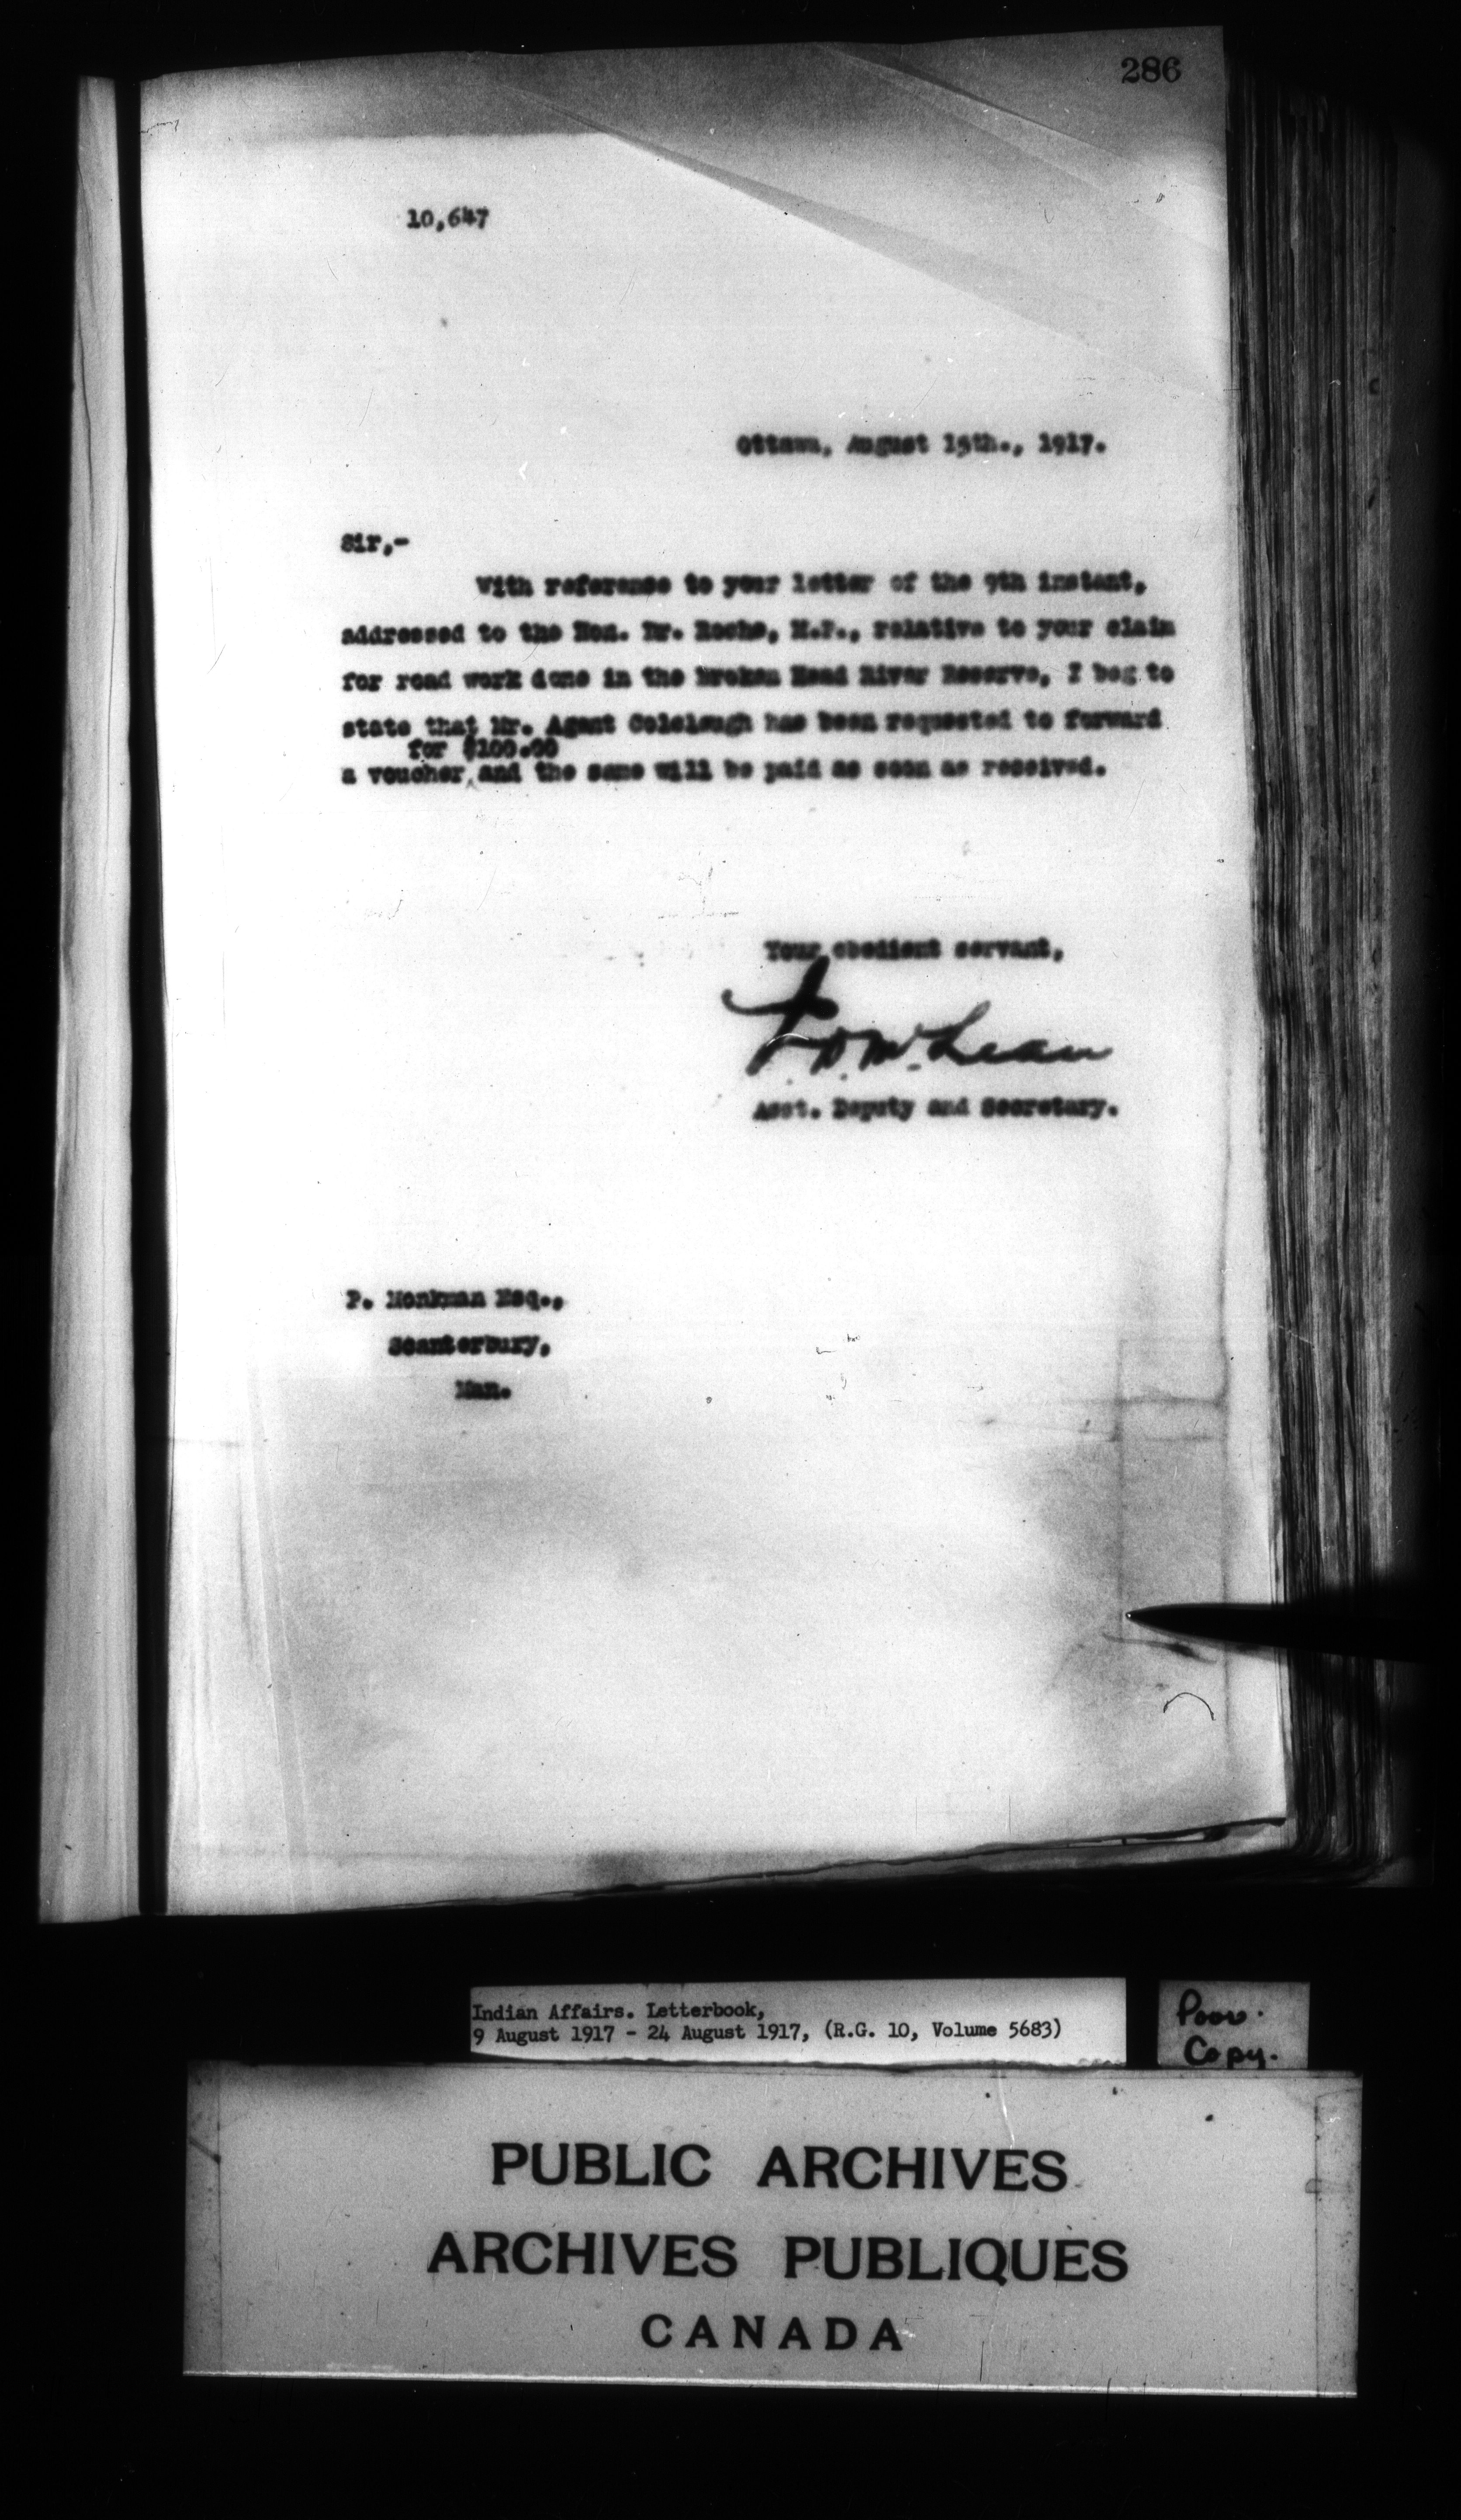 286
10,647
Ottawa, August 15th., 1917.
Sir,-
With reference to your letter of the 9th instant,
addressed to the Hon. Dr. Roche, M.P., relative to your claim
for road work done in the Broken Head River Reserve, I beg to
state that Mr. Agent Coleleugh has been requested to forward
for $100.00
a voucher and the same will be paid as soon as received.
Your obedient servant,
J. D. McLean
Asst. Deputy and Secretary.
P. Monkman Esq.,
Scanterbury,
Man.
Indian Affairs. Letterbook,
9 August 1917 - 24 August 1917, (R.G. 10, Volume 5683)
Poor.
Copy.
PUBLIC ARCHIVES
ARCHIVES PUBLIQUES
CANADA